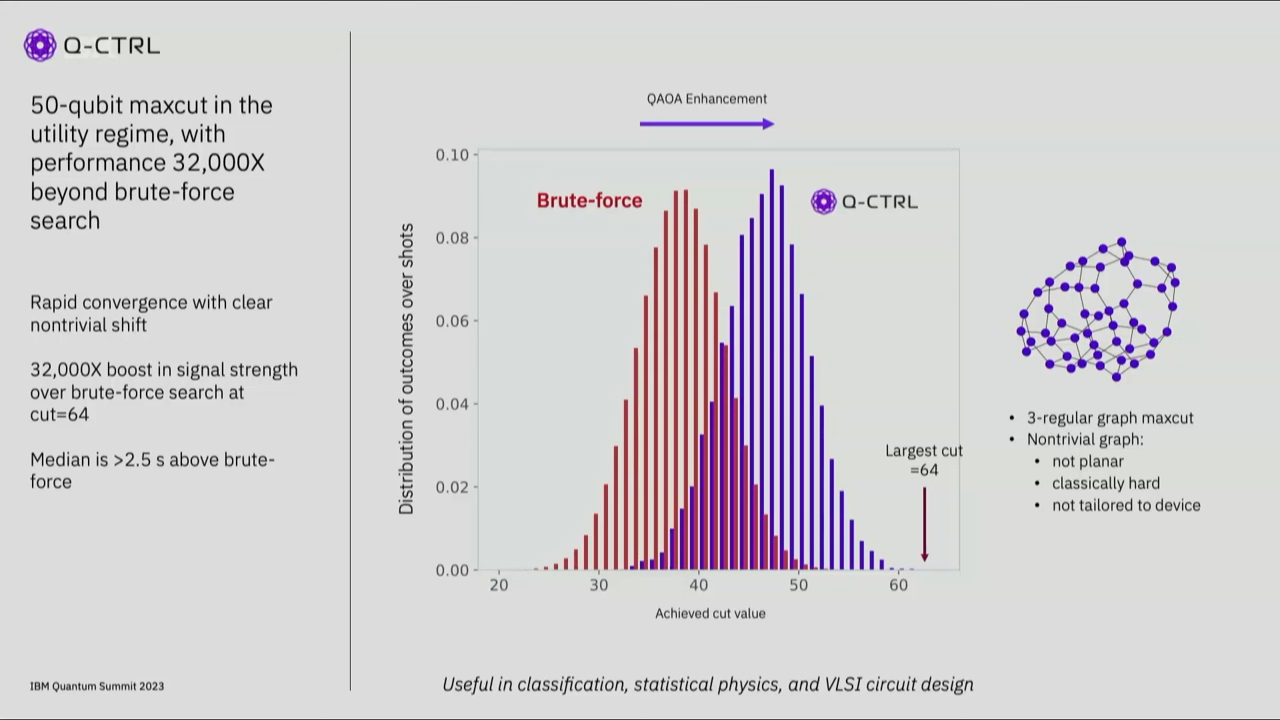 Q-CTRL
50-qubit maxcut in the
utility regime, with
performance 32,000X
beyond brute-force
search
Rapid convergence with clear
nontrivial shift
32,000X boost in signal strength
over brute-force search at
cut=64
Median is >2.5 s above brute-
force
IBM Quantum Summit 2023
QAOA Enhancement
Brute-force
Q-CTRL
Distribution of outcomes over shots
0.10
0.08
0.06
0.04
0.02
0.00
20
30
40
50
60
Achieved cut value
Largest cut
=64
• 3-regular graph maxcut
• Nontrivial graph:
• not planar
• classically hard
• not tailored to device
Useful in classification, statistical physics, and VLSI circuit design